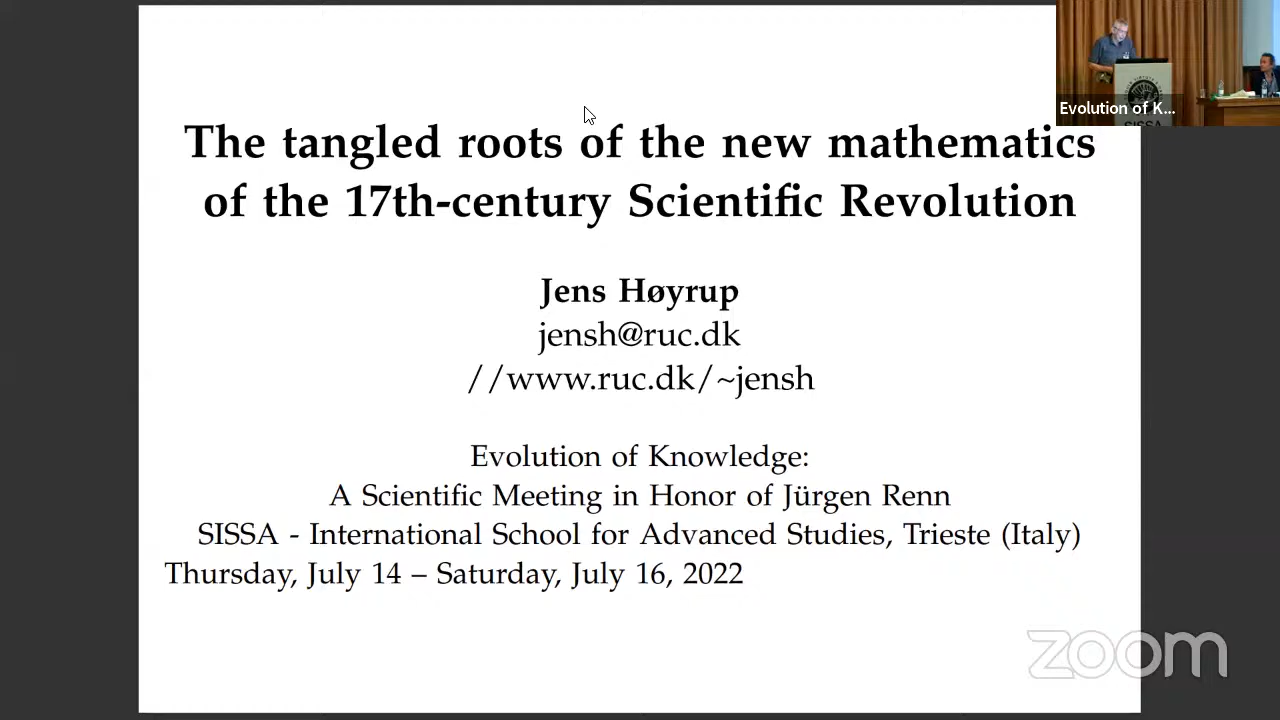 The tangled roots of the new mathematics
of the 17th-century Scientific Revolution
Jens Høyrup
jensh@ruc.dk
//www.ruc.dk/~jensh
Evolution of Knowledge:
A Scientific Meeting in Honor of Jürgen Renn
SISSA - International School for Advanced Studies, Trieste (Italy)
Thursday, July 14 – Saturday, July 16, 2022
Evolution of K...
SISSA
zoom